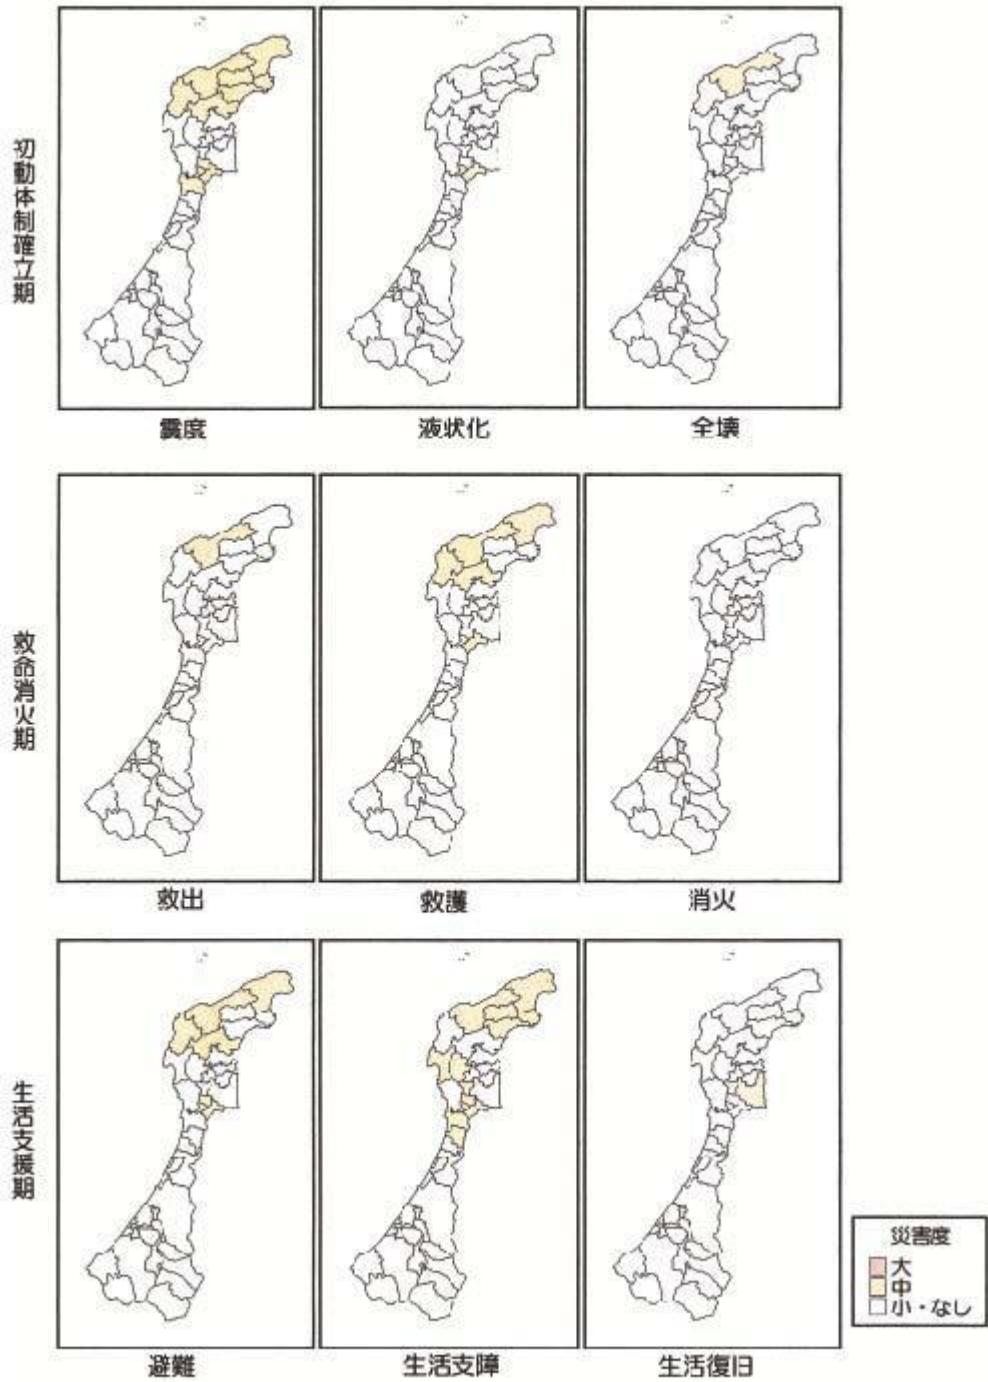 初動体制確立期
震度
液状化
全壊
救命消火期
救出
救護
消火
生活支援期
避難
生活支障
生活復旧
災害度
大
中
小・なし